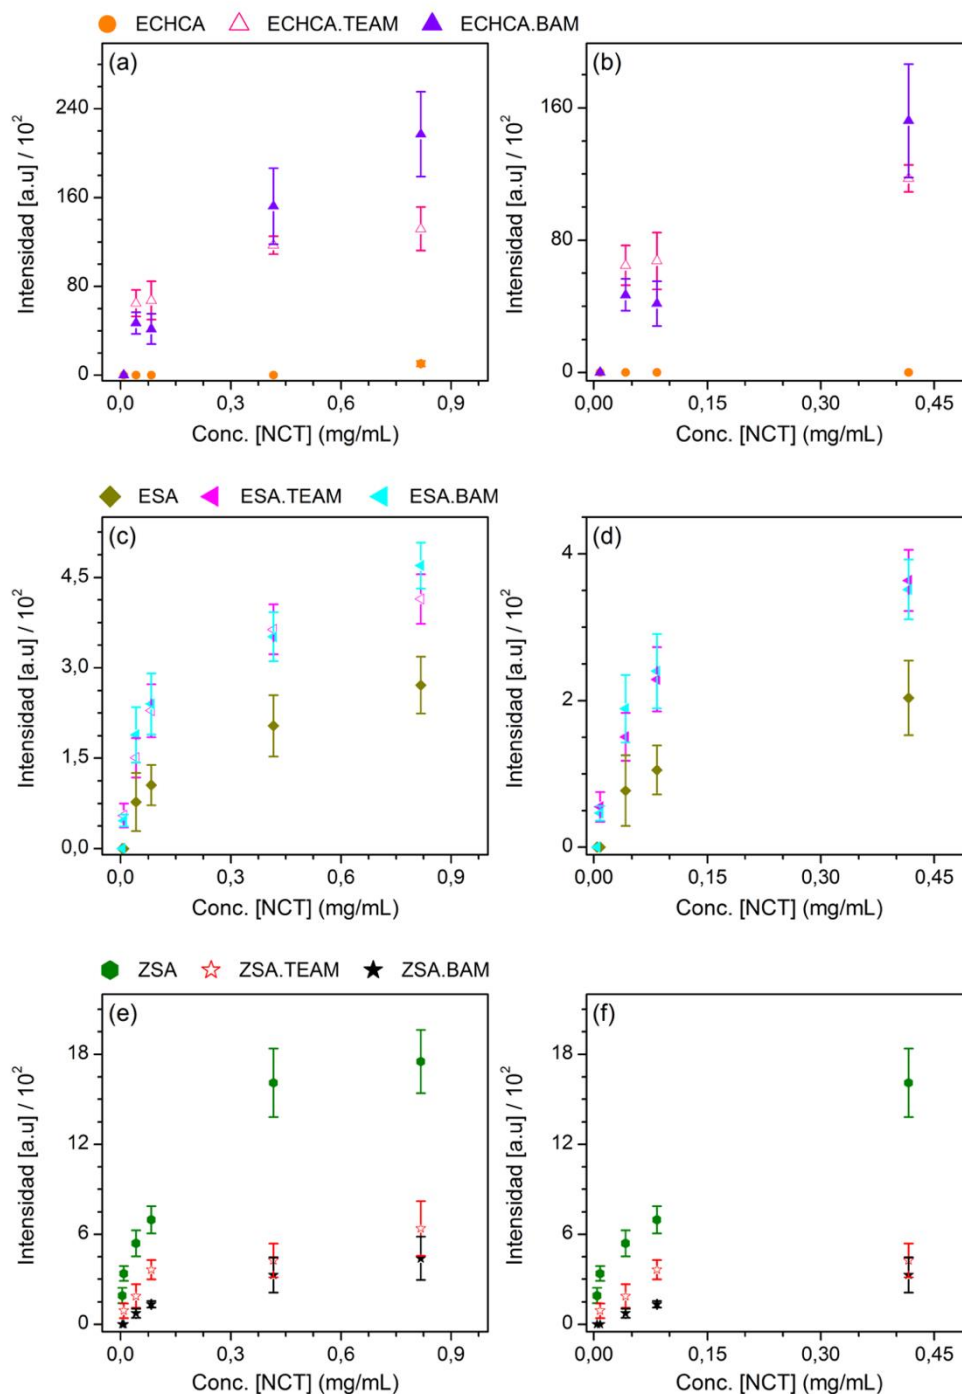 ECHCA ECHCA.TEAM ECHCA.BAM
(a)
Intensidad [a.u] / 10²
240
160
80
0
0,0 0,3 0,6 0,9
Conc. [NCT] (mg/mL)
(b)
Intensidad [a.u] / 10²
160
80
0
0,00 0,15 0,30 0,45
Conc. [NCT] (mg/mL)
ESA ESA.TEAM ESA.BAM
(c)
Intensidad [a.u] / 10²
4,5
3,0
1,5
0,0
0,0 0,3 0,6 0,9
Conc. [NCT] (mg/mL)
(d)
Intensidad [a.u] / 10²
4
2
0
0,00 0,15 0,30 0,45
Conc. [NCT] (mg/mL)
ZSA ZSA.TEAM ZSA.BAM
(e)
Intensidad [a.u] / 10²
18
12
6
0
0,0 0,3 0,6 0,9
Conc. [NCT] (mg/mL)
(f)
Intensidad [a.u] / 10²
18
12
6
0
0,00 0,15 0,30 0,45
Conc. [NCT] (mg/mL)